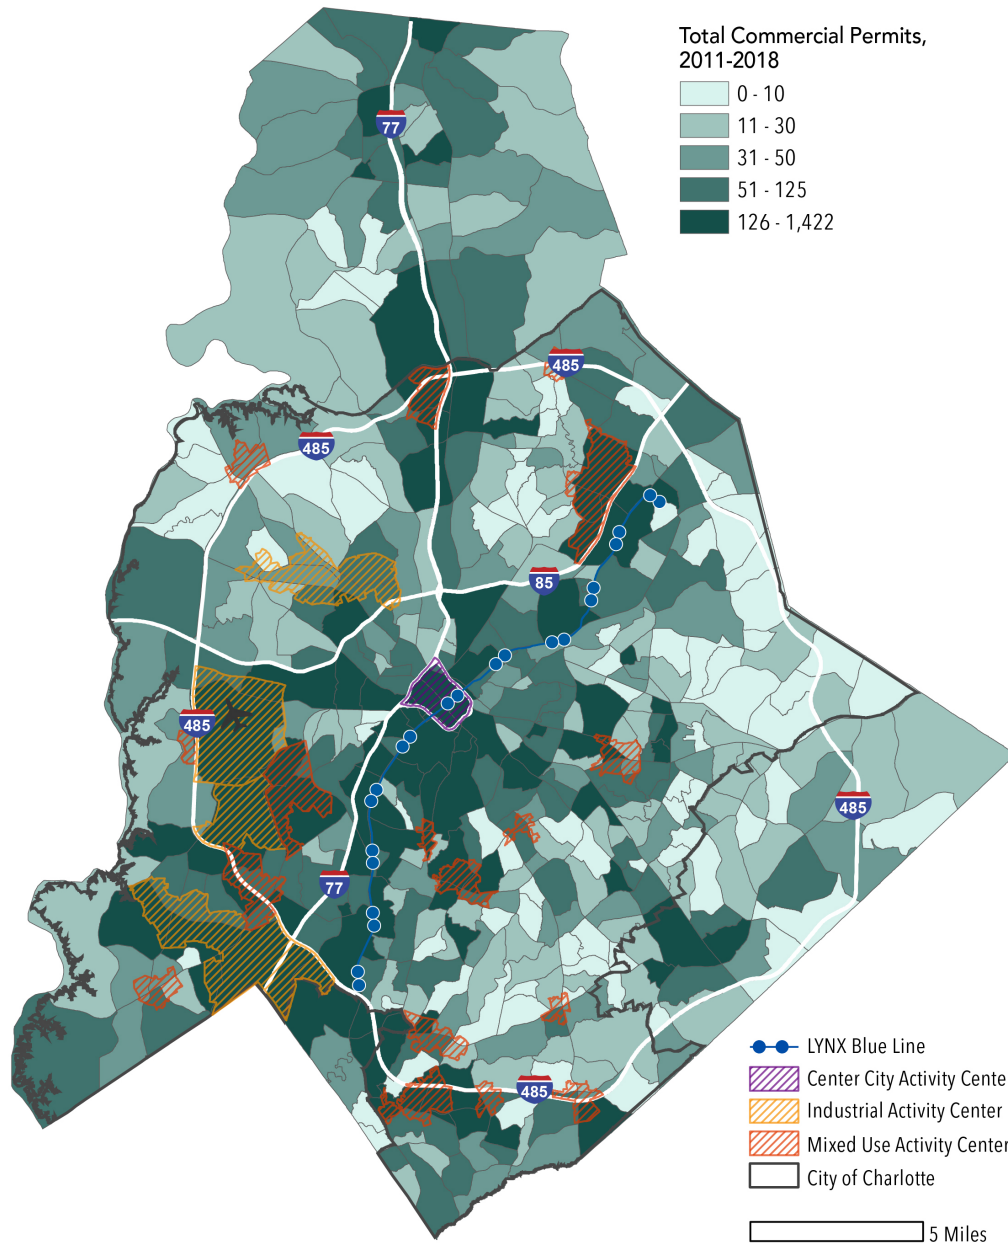 Total Commercial Permits,
2011-2018
0 - 10
11 - 30
31 - 50
51 - 125
126 - 1,422
77
485
485
85
485
485
77
485
LYNX Blue Line
Center City Activity Cente
Industrial Activity Center
Mixed Use Activity Center
City of Charlotte
5 Miles